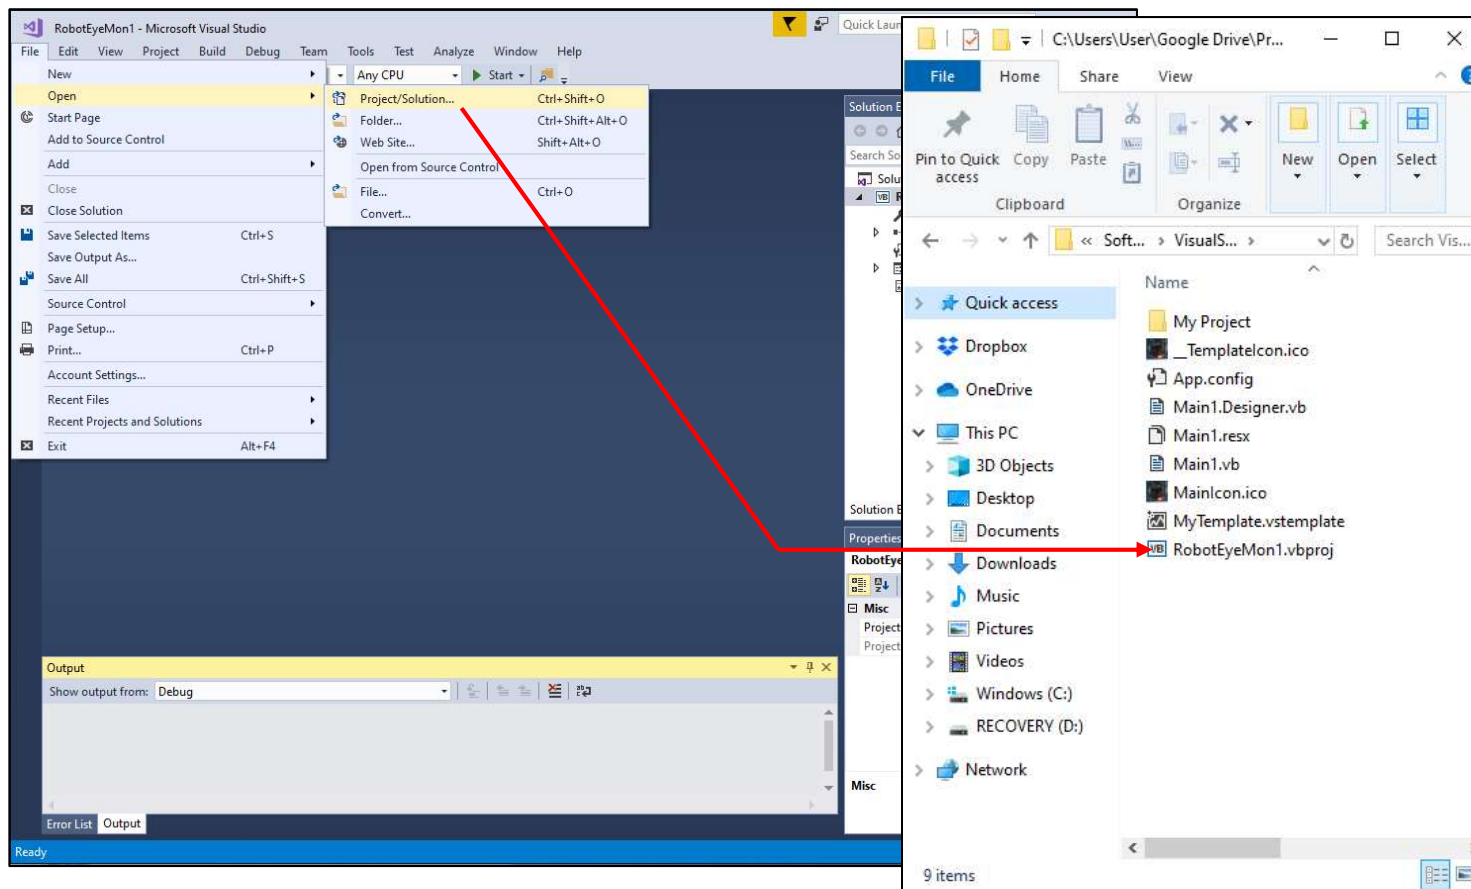 RobotEyeMon1 - Microsoft Visual Studio
Quick Laun
File Edit View Project Build Debug Team Tools Test Analyze Window Help
Any CPU Start
New
Open
Start Page
Add to Source Control
Add
Close
Close Solution
Save Selected Items Ctrl+S
Save Output As...
Save All Ctrl+Shift+S
Source Control
Page Setup...
Print... Ctrl+P
Account Settings...
Recent Files
Recent Projects and Solutions
Exit Alt+F4
Project/Solution... Ctrl+Shift+O
Folder... Ctrl+Shift+Alt+O
Web Site... Shift+Alt+O
Open from Source Control
File... Ctrl+O
Convert...
Solution E
Search So
Solu
VB R
Solution E
Properties
RobotEye
Misc
Project
Project
Misc
Output
Show output from: Debug
Error List Output
Ready
C:\Users\User\Google Drive\Pr...
File Home Share View
Pin to Quick access
Copy
Paste
New
Open
Select
Clipboard
Organize
« Soft... › VisualS... ›
Search Vis...
Quick access
Dropbox
OneDrive
This PC
3D Objects
Desktop
Documents
Downloads
Music
Pictures
Videos
Windows (C:)
RECOVERY (D:)
Network
Name
My Project
__TemplateIcon.ico
App.config
Main1.Designer.vb
Main1.resx
Main1.vb
MainIcon.ico
MyTemplate.vstemplate
RobotEyeMon1.vbproj
9 items